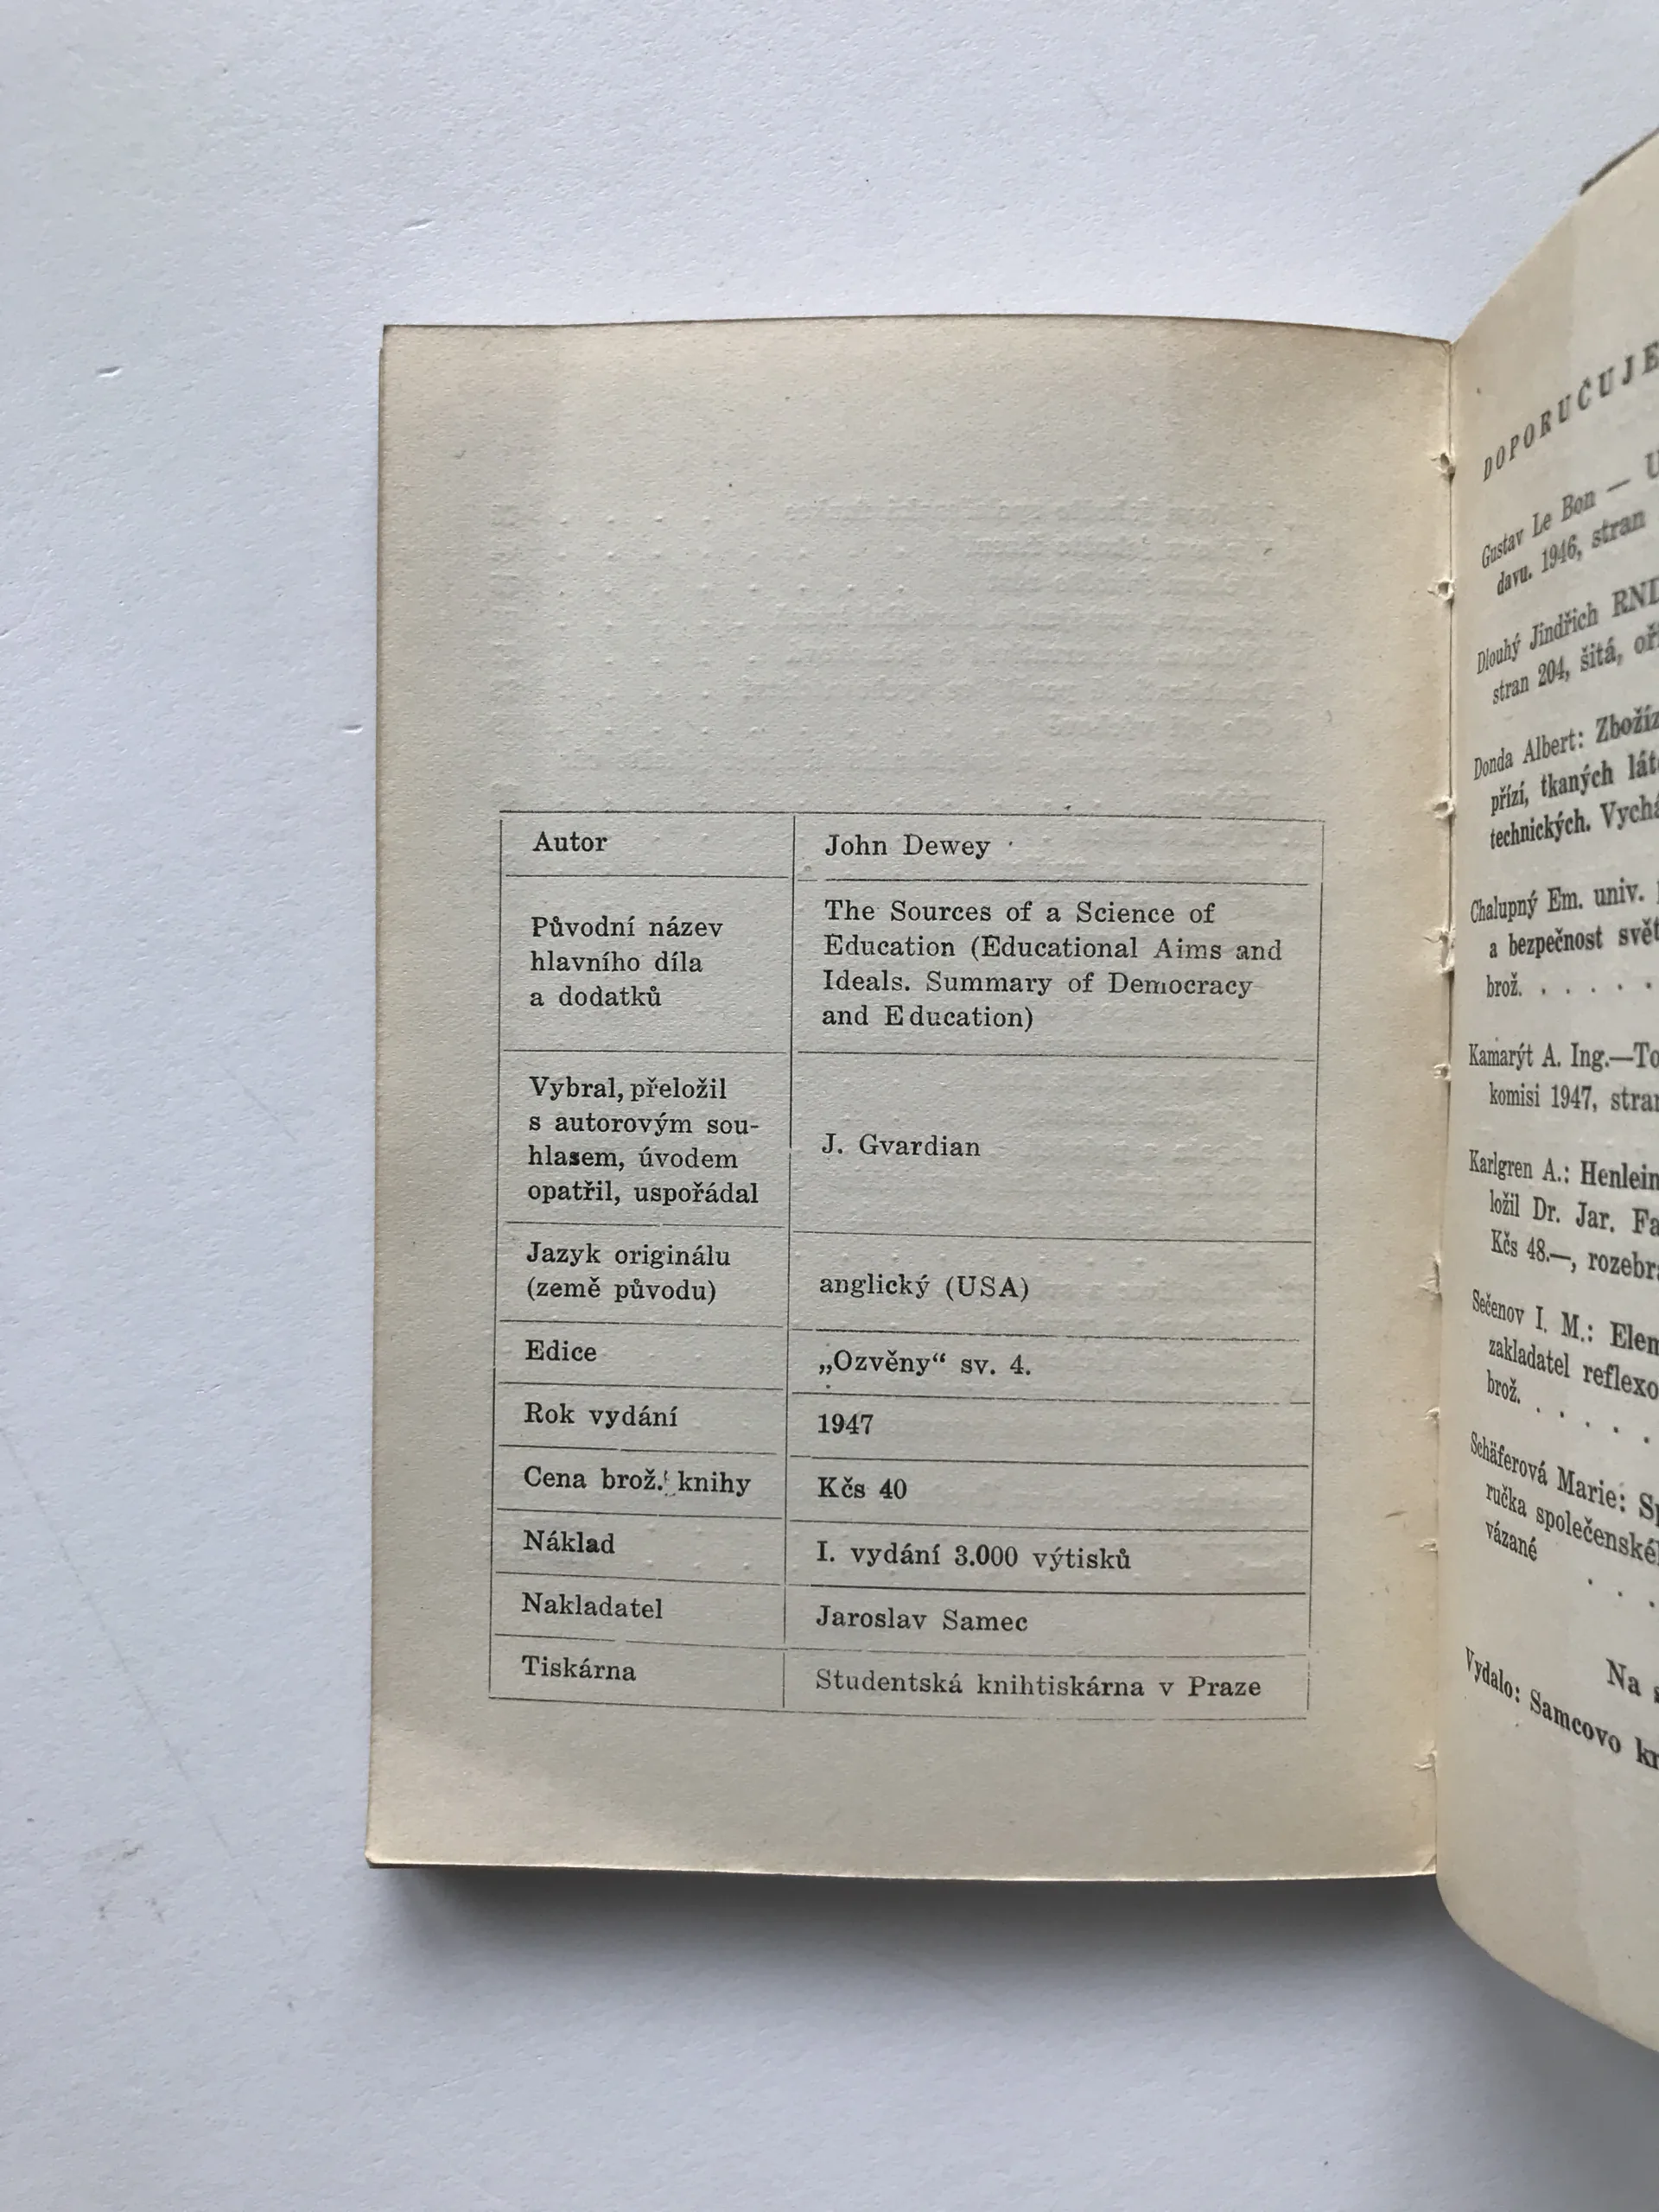 Autor
John Dewey
Původní název
hlavního díla
a dodatků
The Sources of a Science of
Education (Educational Aims and
Ideals. Summary of Democracy
and Education)
Vybral, přeložil
s autorovým sou-
hlasem, úvodem
opatřil, uspořádal
J. Gvardian
Jazyk originálu
(země původu)
anglický (USA)
Edice
„Ozvěny“ sv. 4.
Rok vydání
1947
Cena brož. knihy
Kčs 40
Náklad
I. vydání 3.000 výtisků
Nakladatel
Jaroslav Samec
Tiskárna
Studentská knihtiskárna v Praze
DOPORUČUJE
Gustav Le Bon —
davu. 1946, stran
Dlouhý Jindřich
stran 204, šitá,
Donda Albert:
přízí, tkaných
technických.
Chalupný Em. univ.
a bezpečnost
brož. . . . . .
Kamarýt A. Ing.—
komisi 1947,
Karlgren A.: Henlein
ložil Dr. Jar.
Kčs 48.—,
Sečenov I. M.:
zakladatel
brož. . . . . .
Schäferová Marie:
ručka
vázané
. . .
Na
Vydalo: Samcovo